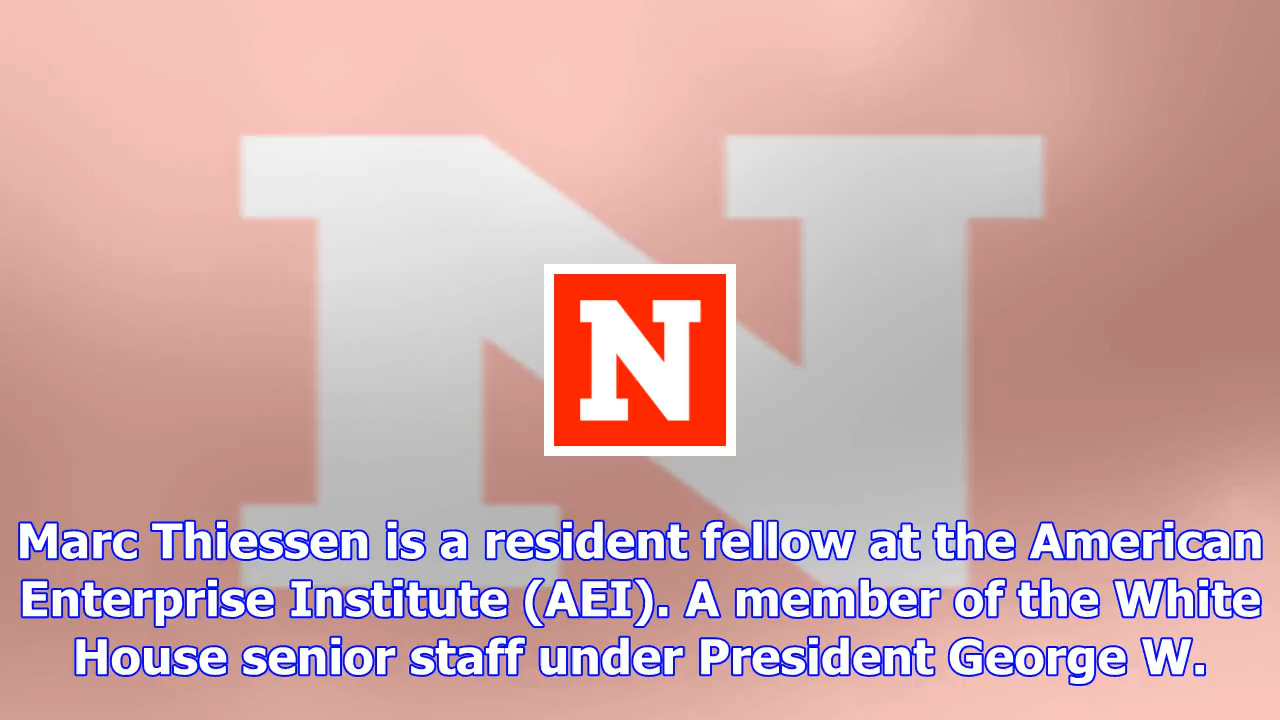 N
Marc Thiessen is a resident fellow at the American
Enterprise Institute (AEI). A member of the White
House senior staff under President George W.